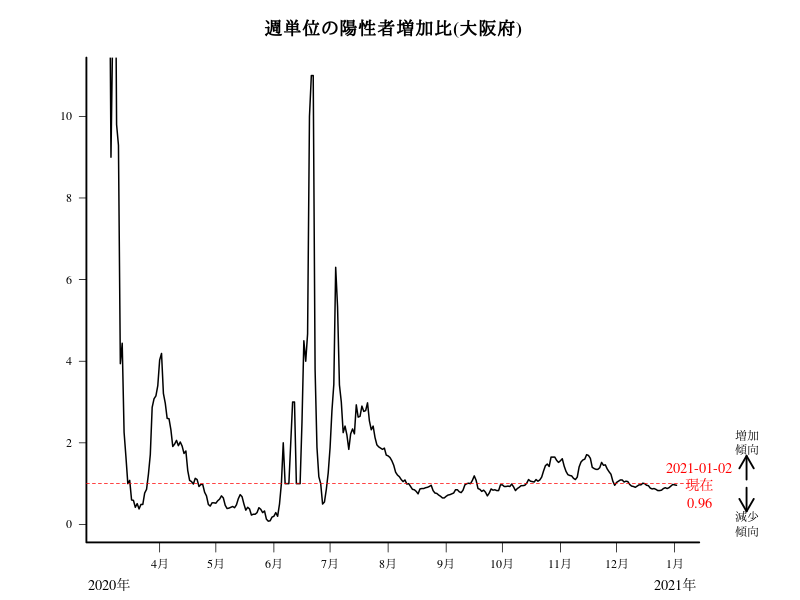 週単位の陽性者増加比(大阪府)
10
8
6
4
2
0
増加
傾向
2021-01-02
現在
0.96
減少
傾向
4月 5月 6月 7月 8月 9月 10月 11月 12月 1月
2020年 2021年